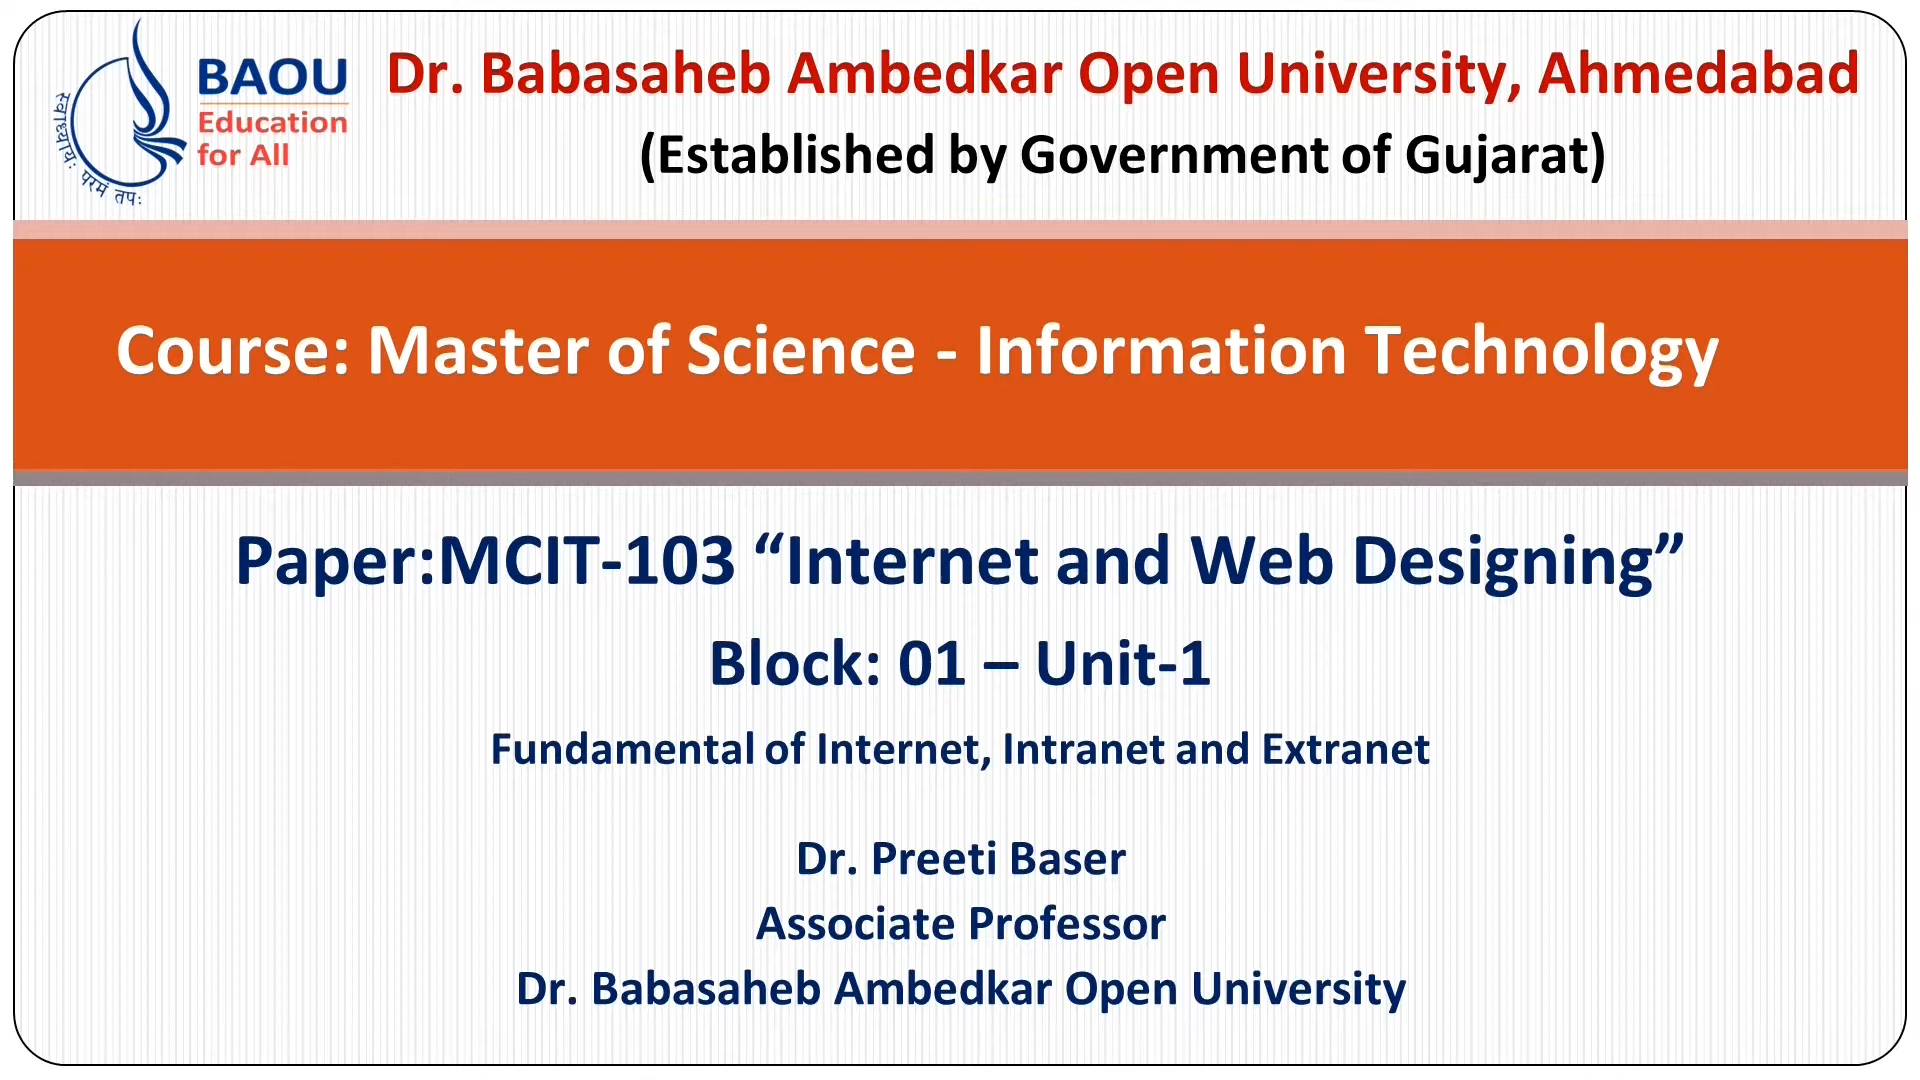 स्वाध्यायः परमं तपः
BAOU
Education
for All
Dr. Babasaheb Ambedkar Open University, Ahmedabad
(Established by Government of Gujarat)
Course: Master of Science - Information Technology
Paper:MCIT-103 “Internet and Web Designing”
Block: 01 – Unit-1
Fundamental of Internet, Intranet and Extranet
Dr. Preeti Baser
Associate Professor
Dr. Babasaheb Ambedkar Open University